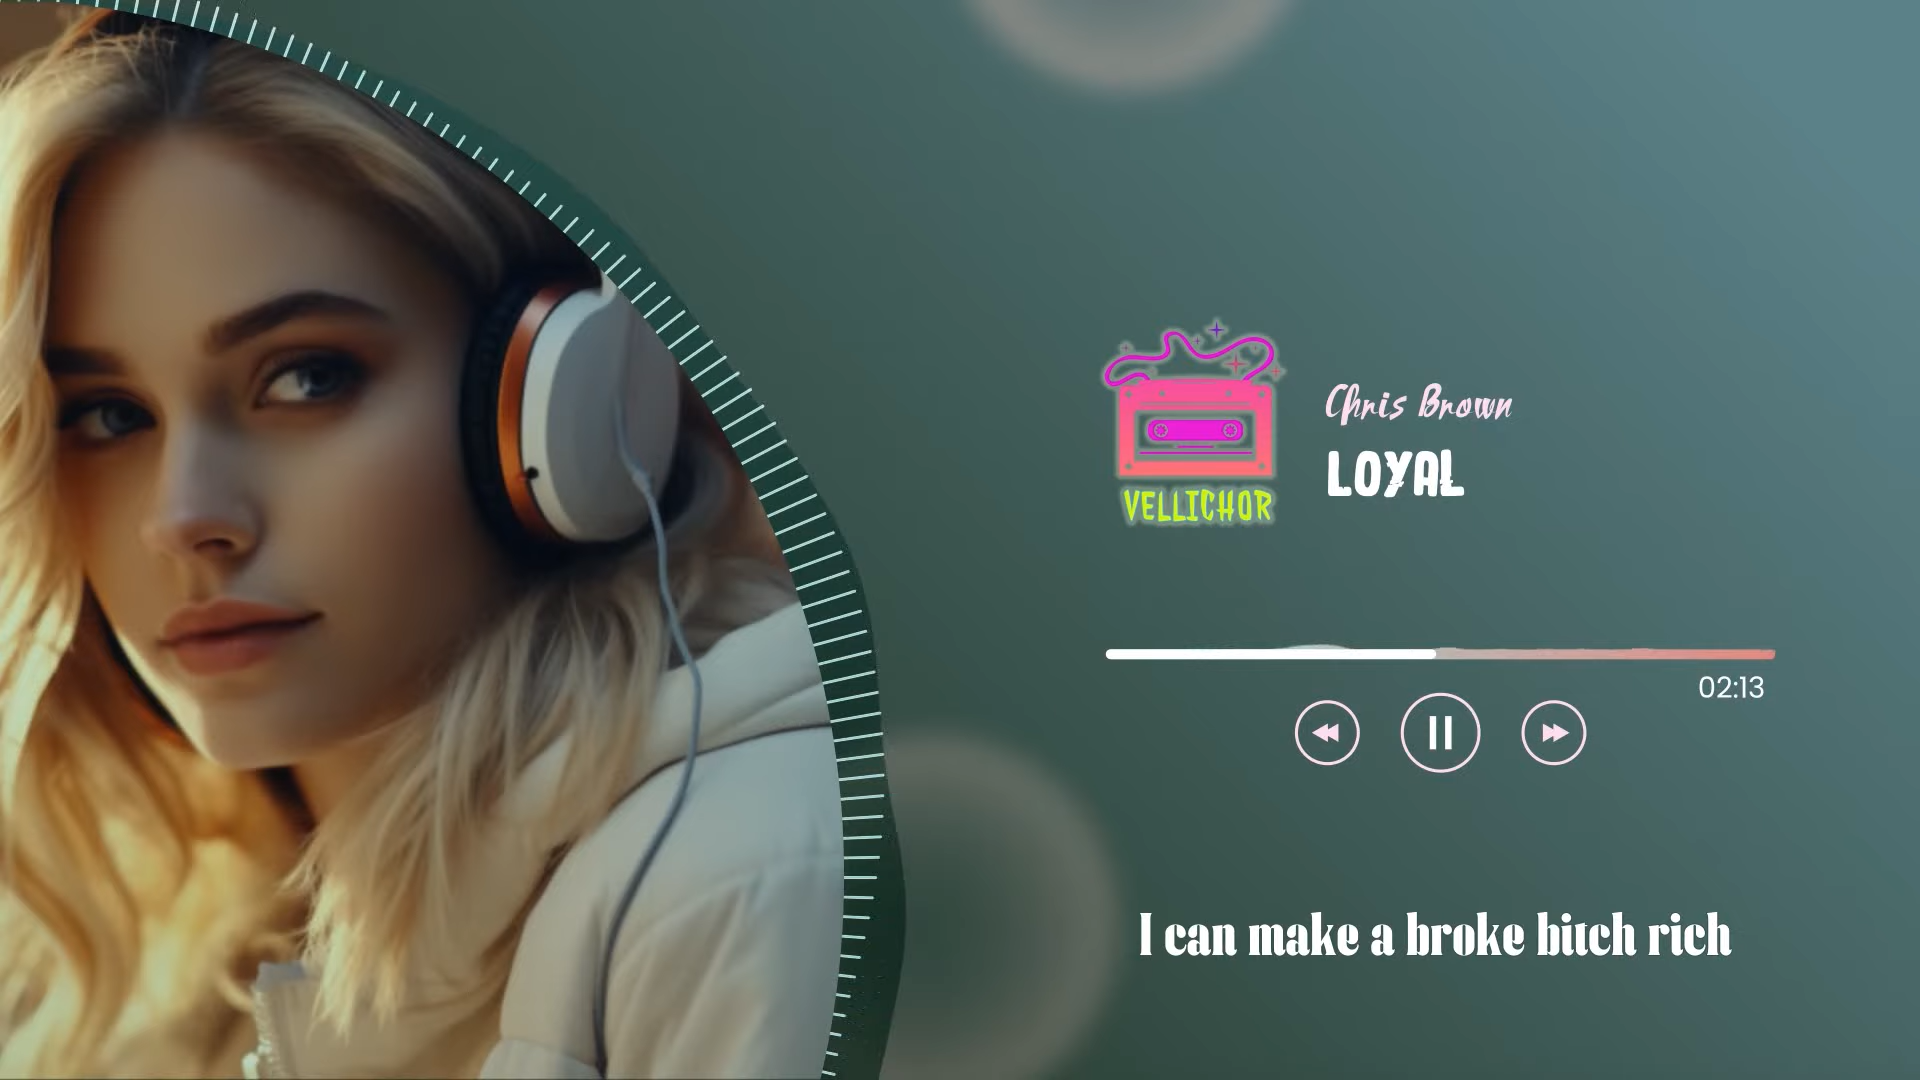 Chris Brown
LOYAL
VELLICHOR
02:13
I can make a broke bitch rich